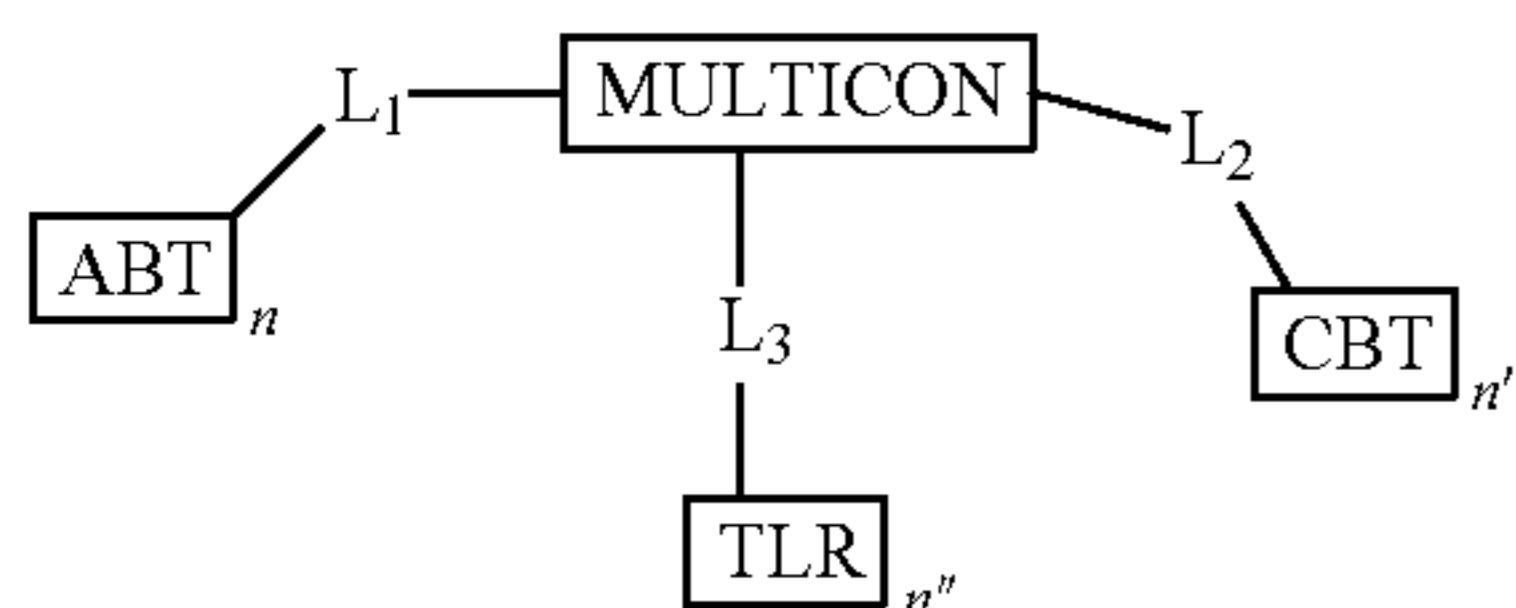 L₁ MULTICON L₂
ABT n
L₃
CBT n'
TLR n"